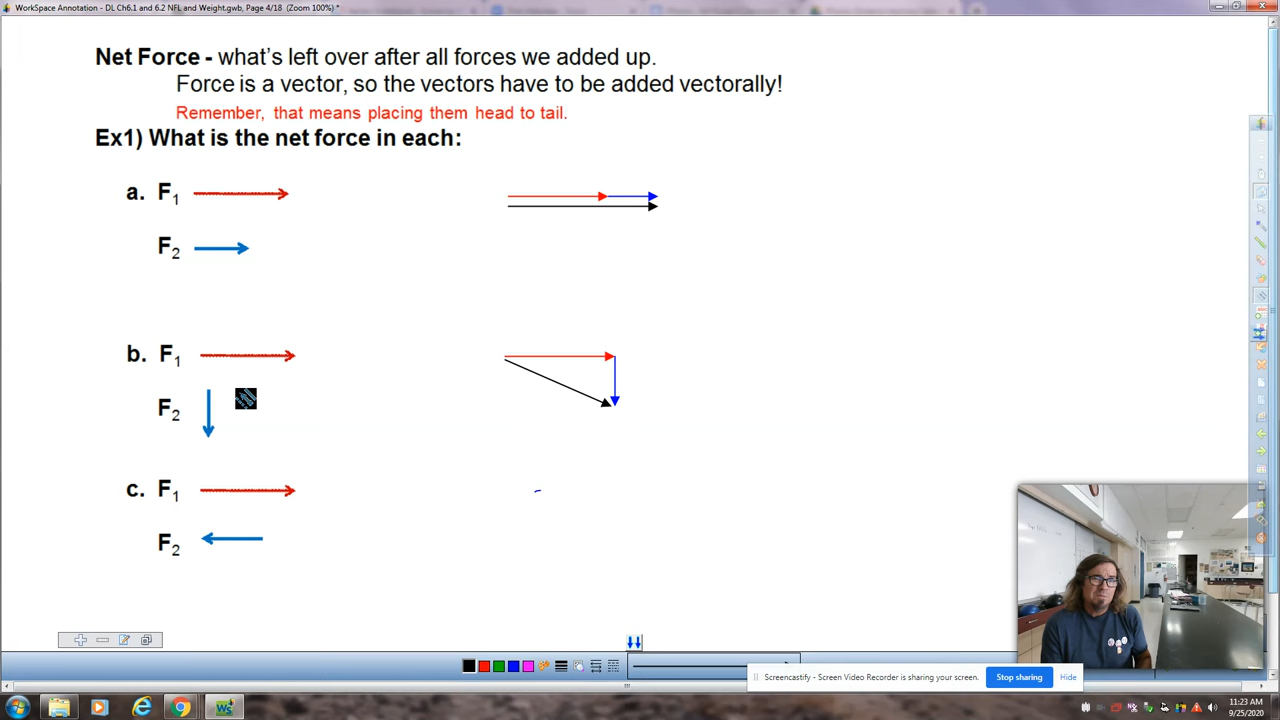 WorkSpace Annotation - DL Ch6.1 and 6.2 NFL and Weight.gwb, Page 4/18 (Zoom 100%) *
Net Force - what's left over after all forces we added up.
Force is a vector, so the vectors have to be added vectorally!
Remember, that means placing them head to tail.
Ex1) What is the net force in each:
a. F1
F2
b. F1
F2
c. F1
F2
Screencastify - Screen Video Recorder is sharing your screen.
Stop sharing
Hide
11:23 AM
9/25/2020